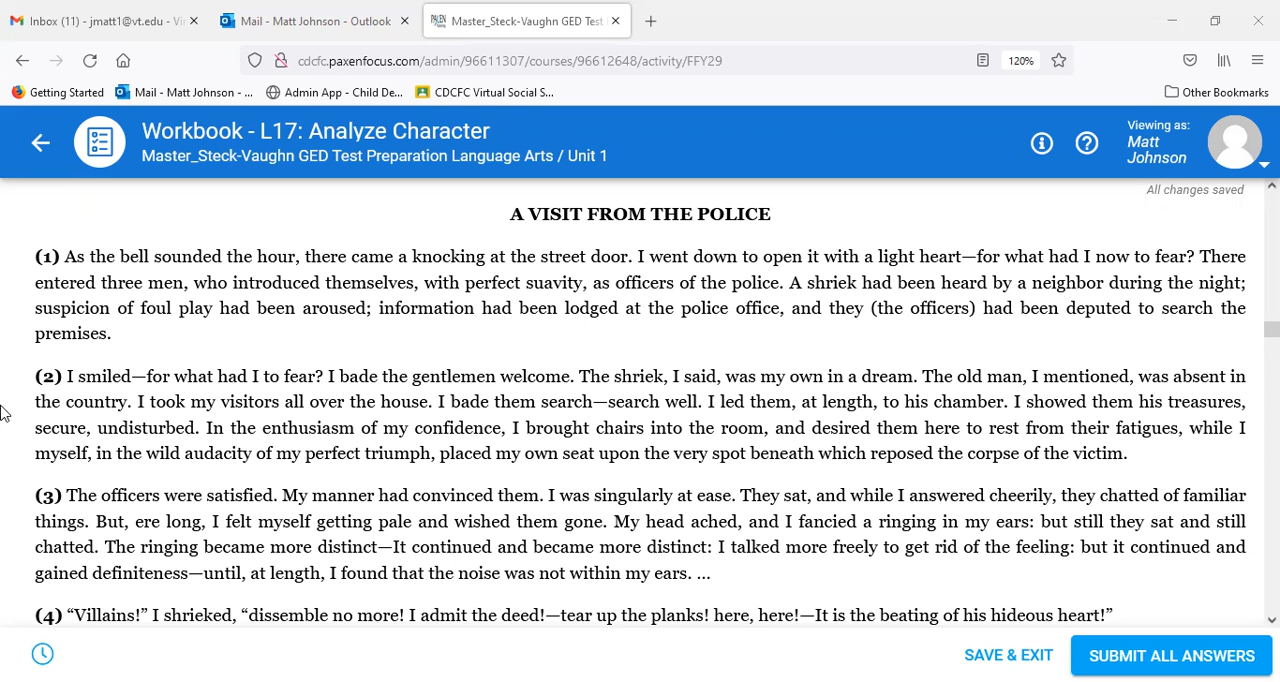 Inbox (11) - jmatt1@vt.edu - Vi
Mail - Matt Johnson - Outlook
Master_Steck-Vaughn GED Test
cdcfc.paxenfocus.com/admin/96611307/courses/96612648/activity/FFY29
120%
Getting Started
Mail - Matt Johnson - ...
Admin App - Child De...
CDCFC Virtual Social S...
Other Bookmarks
Workbook - L17: Analyze Character
Master_Steck-Vaughn GED Test Preparation Language Arts / Unit 1
Viewing as:
Matt
Johnson
All changes saved
A VISIT FROM THE POLICE
(1) As the bell sounded the hour, there came a knocking at the street door. I went down to open it with a light heart—for what had I now to fear? There
entered three men, who introduced themselves, with perfect suavity, as officers of the police. A shriek had been heard by a neighbor during the night;
suspicion of foul play had been aroused; information had been lodged at the police office, and they (the officers) had been deputed to search the
premises.
(2) I smiled—for what had I to fear? I bade the gentlemen welcome. The shriek, I said, was my own in a dream. The old man, I mentioned, was absent in
the country. I took my visitors all over the house. I bade them search—search well. I led them, at length, to his chamber. I showed them his treasures,
secure, undisturbed. In the enthusiasm of my confidence, I brought chairs into the room, and desired them here to rest from their fatigues, while I
myself, in the wild audacity of my perfect triumph, placed my own seat upon the very spot beneath which reposed the corpse of the victim.
(3) The officers were satisfied. My manner had convinced them. I was singularly at ease. They sat, and while I answered cheerily, they chatted of familiar
things. But, ere long, I felt myself getting pale and wished them gone. My head ached, and I fancied a ringing in my ears: but still they sat and still
chatted. The ringing became more distinct—It continued and became more distinct: I talked more freely to get rid of the feeling: but it continued and
gained definiteness—until, at length, I found that the noise was not within my ears. ...
(4) “Villains!” I shrieked, “dissemble no more! I admit the deed!—tear up the planks! here, here!—It is the beating of his hideous heart!”
SAVE & EXIT
SUBMIT ALL ANSWERS